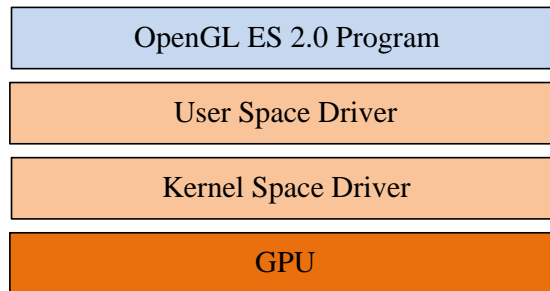 OpenGL ES 2.0 Program
User Space Driver
Kernel Space Driver
GPU